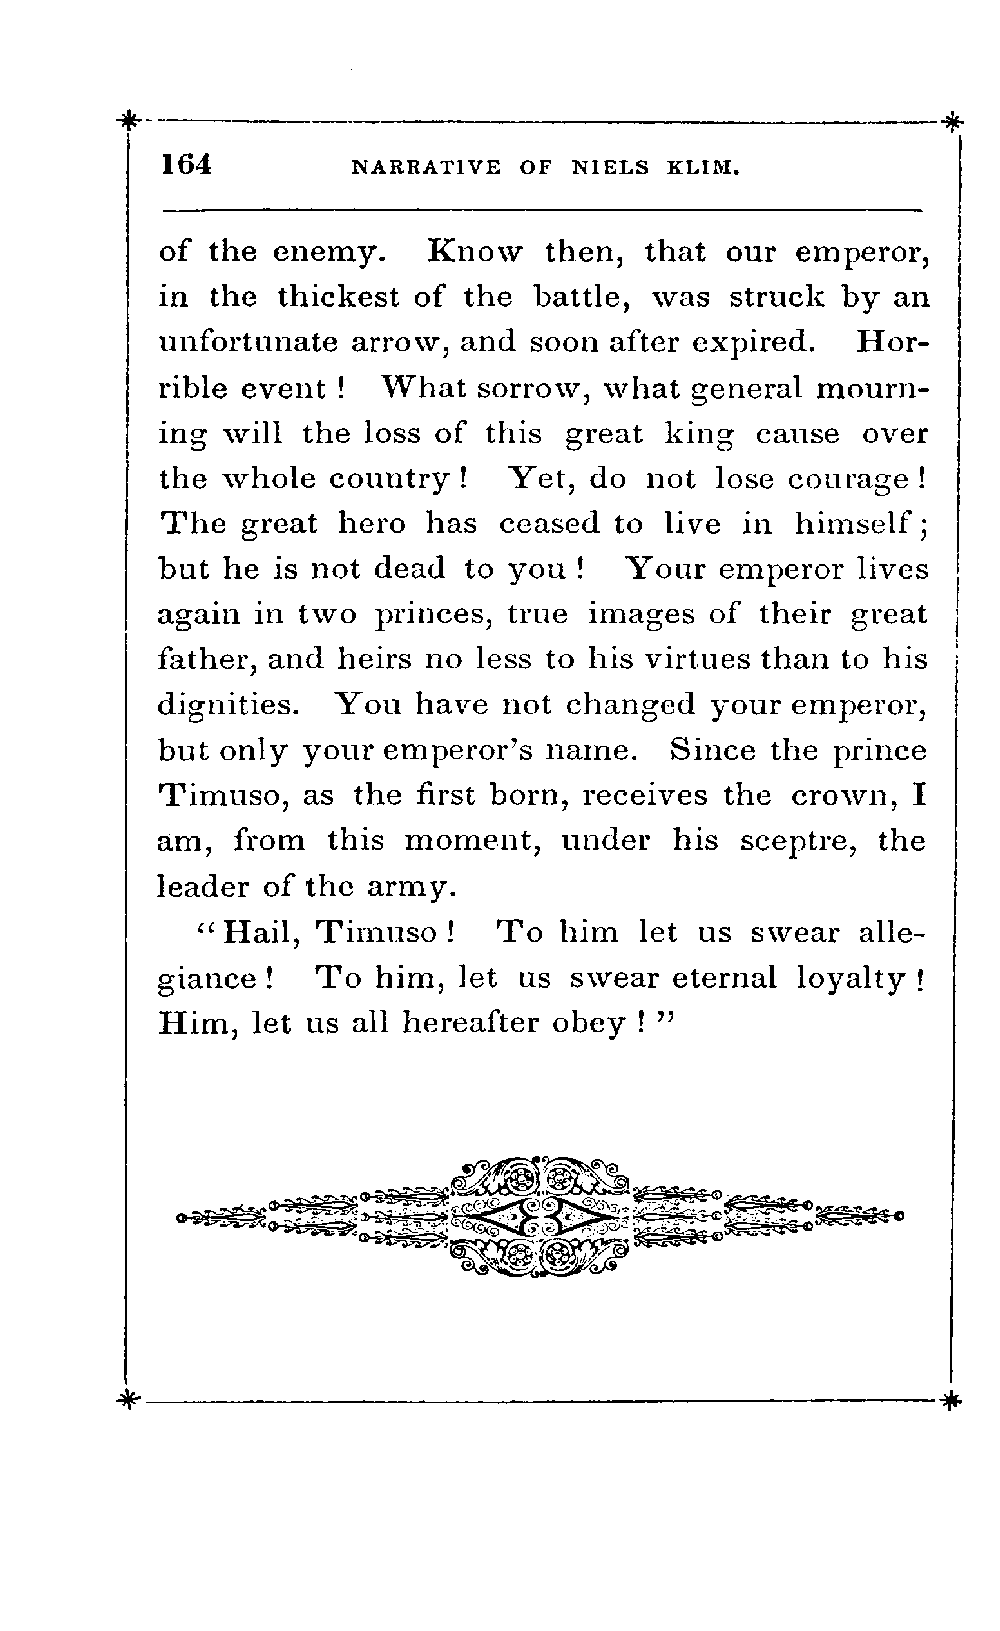 164 NARRATIVE OF NIELS KLIM.
of the enemy. Know then, that our emperor,
in the thickest of the battle, was struck by an
unfortunate arrow, and soon after expired. Hor-
rible event ! What sorrow, what general mourn-
ing will the loss of this great king cause over
the whole country ! Yet, do not lose courage !
The great hero has ceased to live in himself ;
but he is not dead to you ! Your emperor lives
again in two princes, true images of their great
father, and heirs no less to his virtues than to his
dignities. You have not changed your emperor,
but only your emperor’s name. Since the prince
Timuso, as the first born, receives the crown, I
am, from this moment, under his sceptre, the
leader of the army.
“ Hail, Timuso ! To him let us swear alle-
giance ! To him, let us swear eternal loyalty !
Him, let us all hereafter obey ! ”